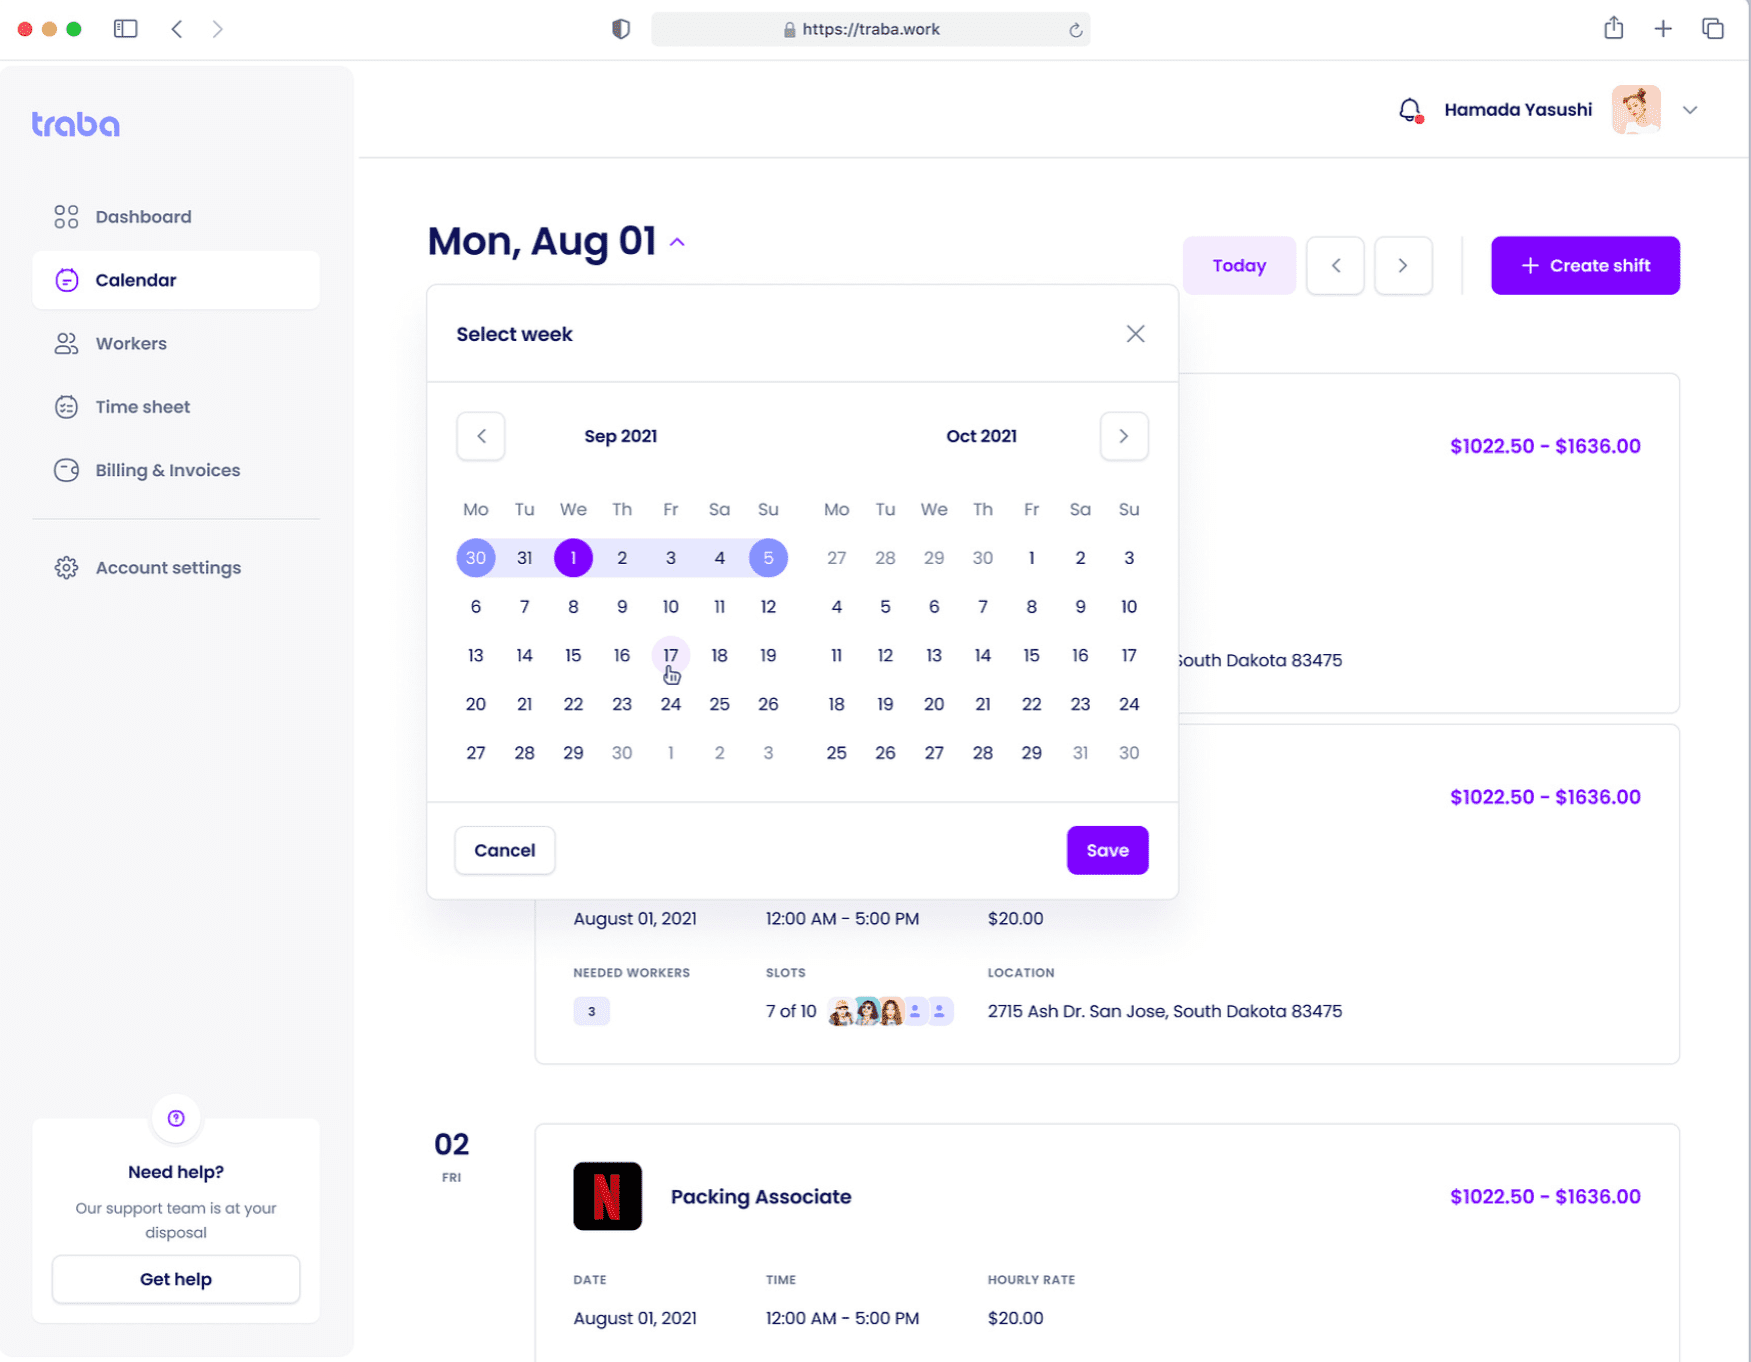 https://traba.work
traba
Hamada Yasushi
Dashboard
Calendar
Workers
Time sheet
Billing & Invoices
Account settings
Mon, Aug 01
Today
+ Create shift
Select week
Sep 2021
Mo Tu We Th Fr Sa Su
30 31 1 2 3 4 5
6 7 8 9 10 11 12
13 14 15 16 17 18 19
20 21 22 23 24 25 26
27 28 29 30 1 2 3
Oct 2021
Mo Tu We Th Fr Sa Su
27 28 29 30 1 2 3
4 5 6 7 8 9 10
11 12 13 14 15 16 17
18 19 20 21 22 23 24
25 26 27 28 29 31 30
Cancel
Save
$1022.50 - $1636.00
South Dakota 83475
$1022.50 - $1636.00
August 01, 2021
12:00 AM - 5:00 PM
$20.00
NEEDED WORKERS
SLOTS
LOCATION
3
7 of 10
2715 Ash Dr. San Jose, South Dakota 83475
02
FRI
N
Packing Associate
$1022.50 - $1636.00
DATE
TIME
HOURLY RATE
August 01, 2021
12:00 AM - 5:00 PM
$20.00
Need help?
Our support team is at your
disposal
Get help